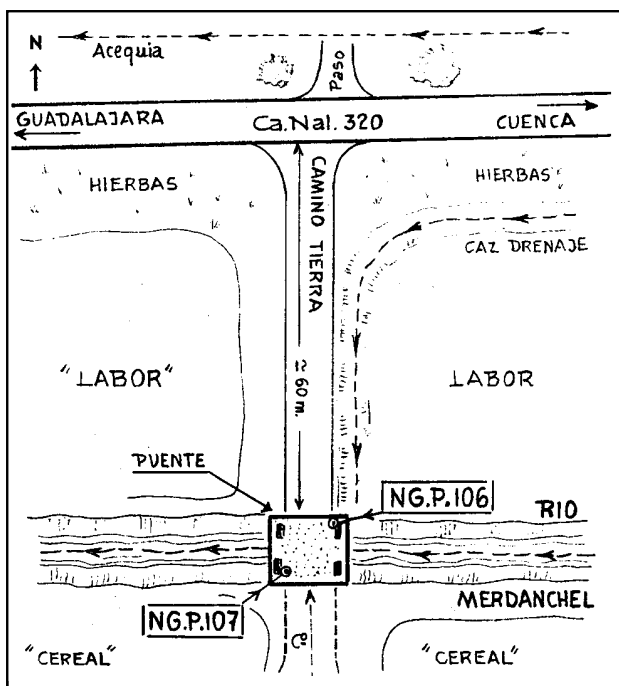 N
Acequia
Paso
GUADALAJARA Ca.Nal. 320 CUENCA
HIERBAS
HIERBAS
CAMINO TIERRA
CAZ DRENAJE
"LABOR"
LABOR
≃ 60 m.
PUENTE
NG.P.106
RIO
MERDANCHEL
NG.P.107
Cº
"CEREAL"
"CEREAL"